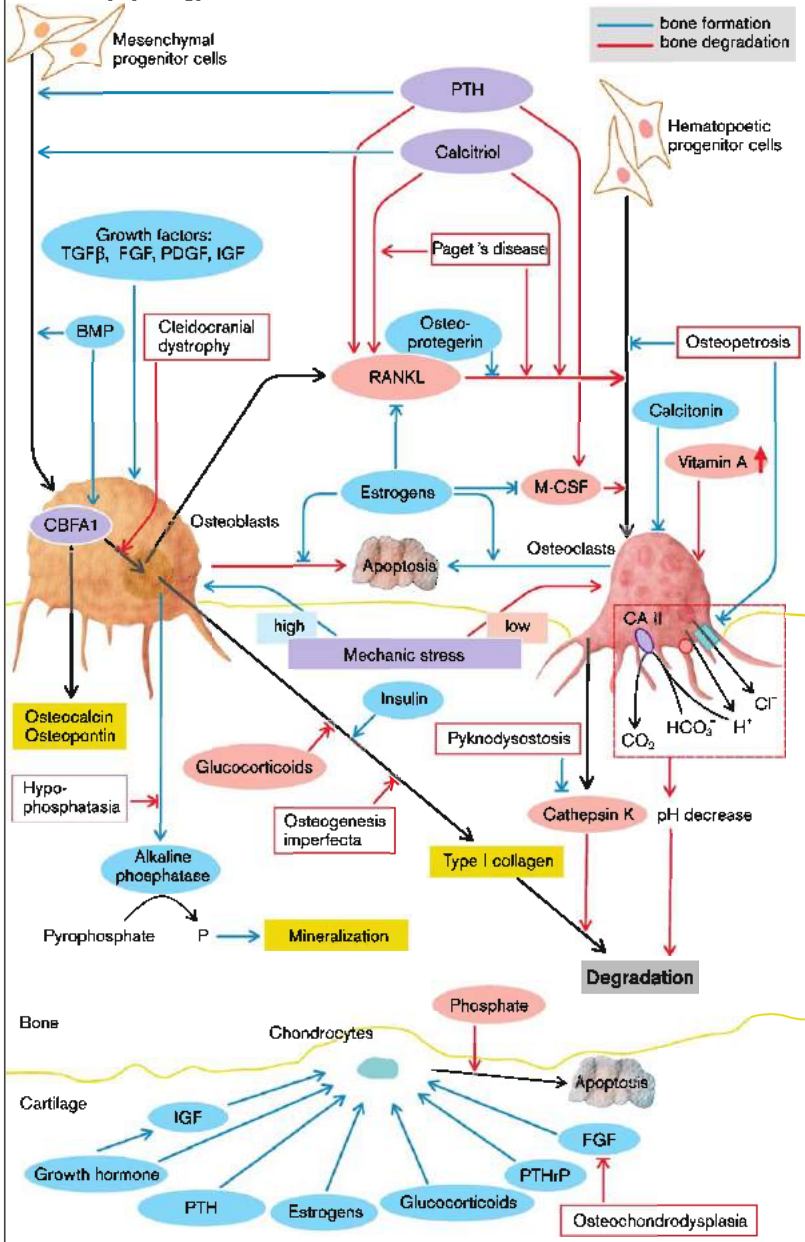 Mesenchymal
progenitor cells
bone formation
bone degradation
PTH
Hematopoetic
progenitor cells
Calcitriol
Growth factors:
TGFβ, FGF, PDGF, IGF
Paget's disease
BMP
Cleidocranial
dystrophy
Osteo-
protegerin
Osteopetrosis
RANKL
Calcitonin
Vitamin A
Estrogens
M-CSF
CBFA1
Osteoblasts
Osteoclasts
Apoptosis
high
low
CA II
Mechanic stress
Cl⁻
Insulin
HCO₃⁻
H⁺
CO₂
Osteocalcin
Osteopontin
Pyknodysostosis
Glucocorticoids
Hypo-
phosphatasia
Osteogenesis
imperfecta
Cathepsin K
pH decrease
Alkaline
phosphatase
Type I collagen
Pyrophosphate
P
Mineralization
Degradation
Bone
Phosphate
Chondrocytes
Apoptosis
Cartilage
IGF
FGF
Growth hormone
PTHrP
PTH
Estrogens
Glucocorticoids
Osteochondrodysplasia